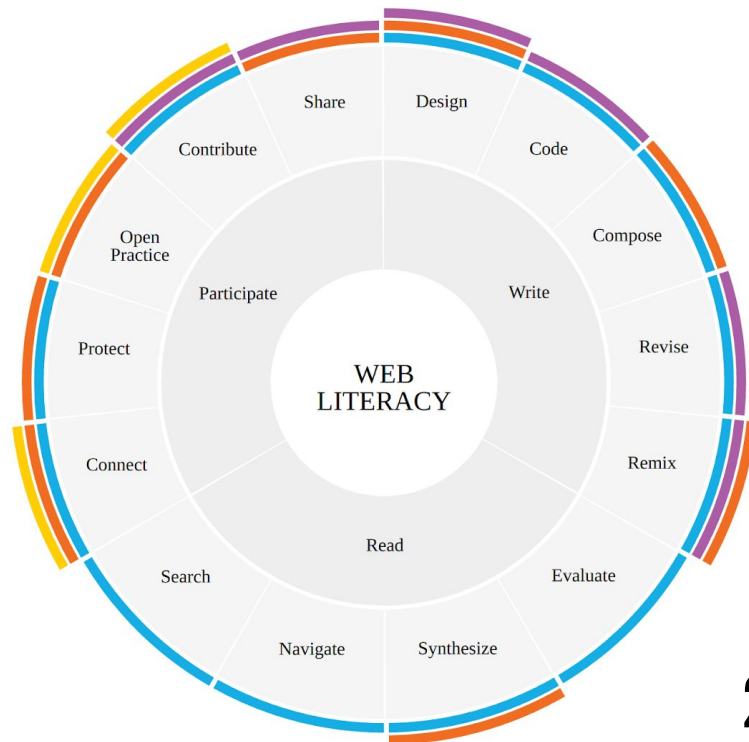 Share
Design
Contribute
Code
Open
Practice
Compose
Participate
Write
Protect
Revise
WEB
LITERACY
Connect
Remix
Read
Search
Evaluate
Navigate
Synthesize